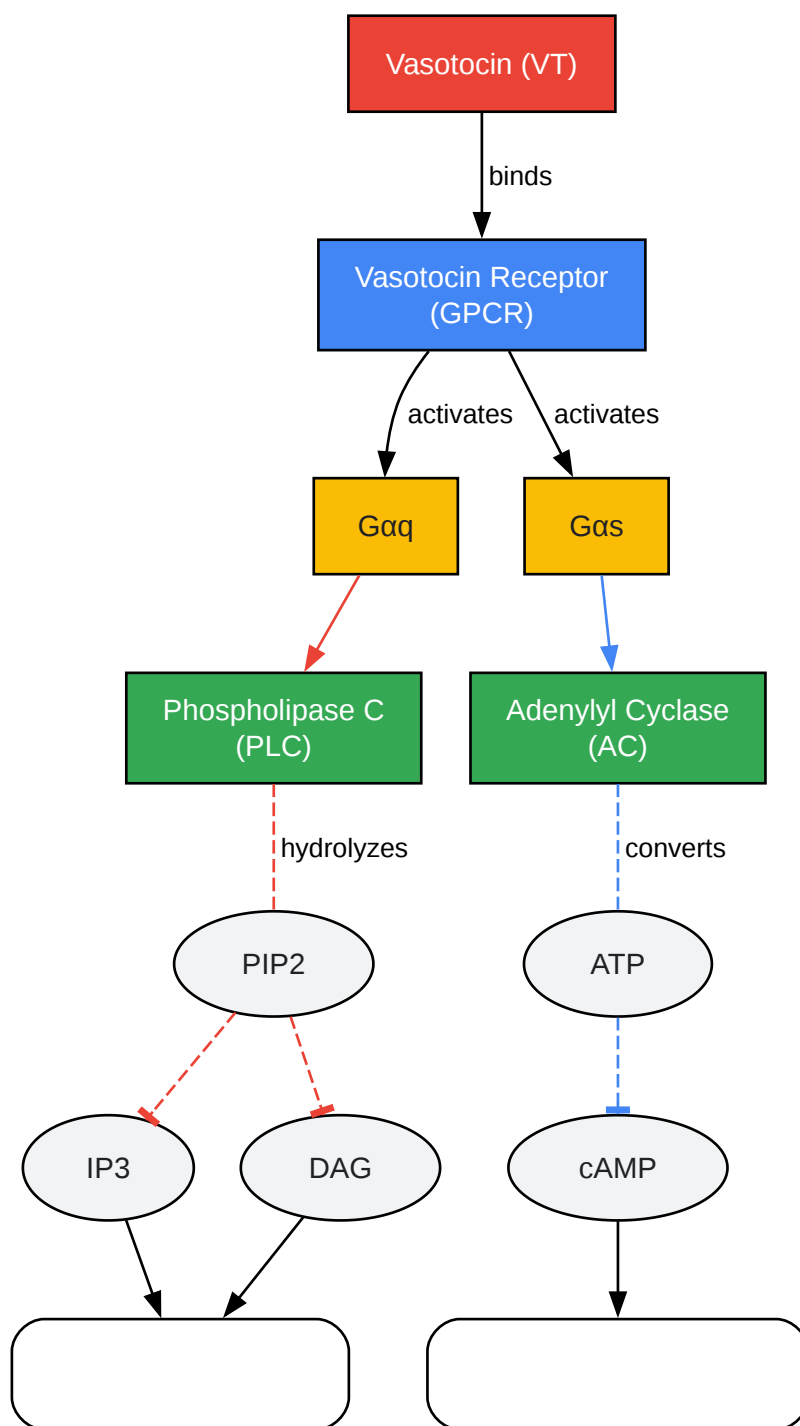 Vasotocin (VT)
binds
Vasotocin Receptor
(GPCR)
activates
activates
Gαq
Gαs
Phospholipase C
(PLC)
Adenylyl Cyclase
(AC)
hydrolyzes
converts
PIP2
ATP
IP3
DAG
cAMP